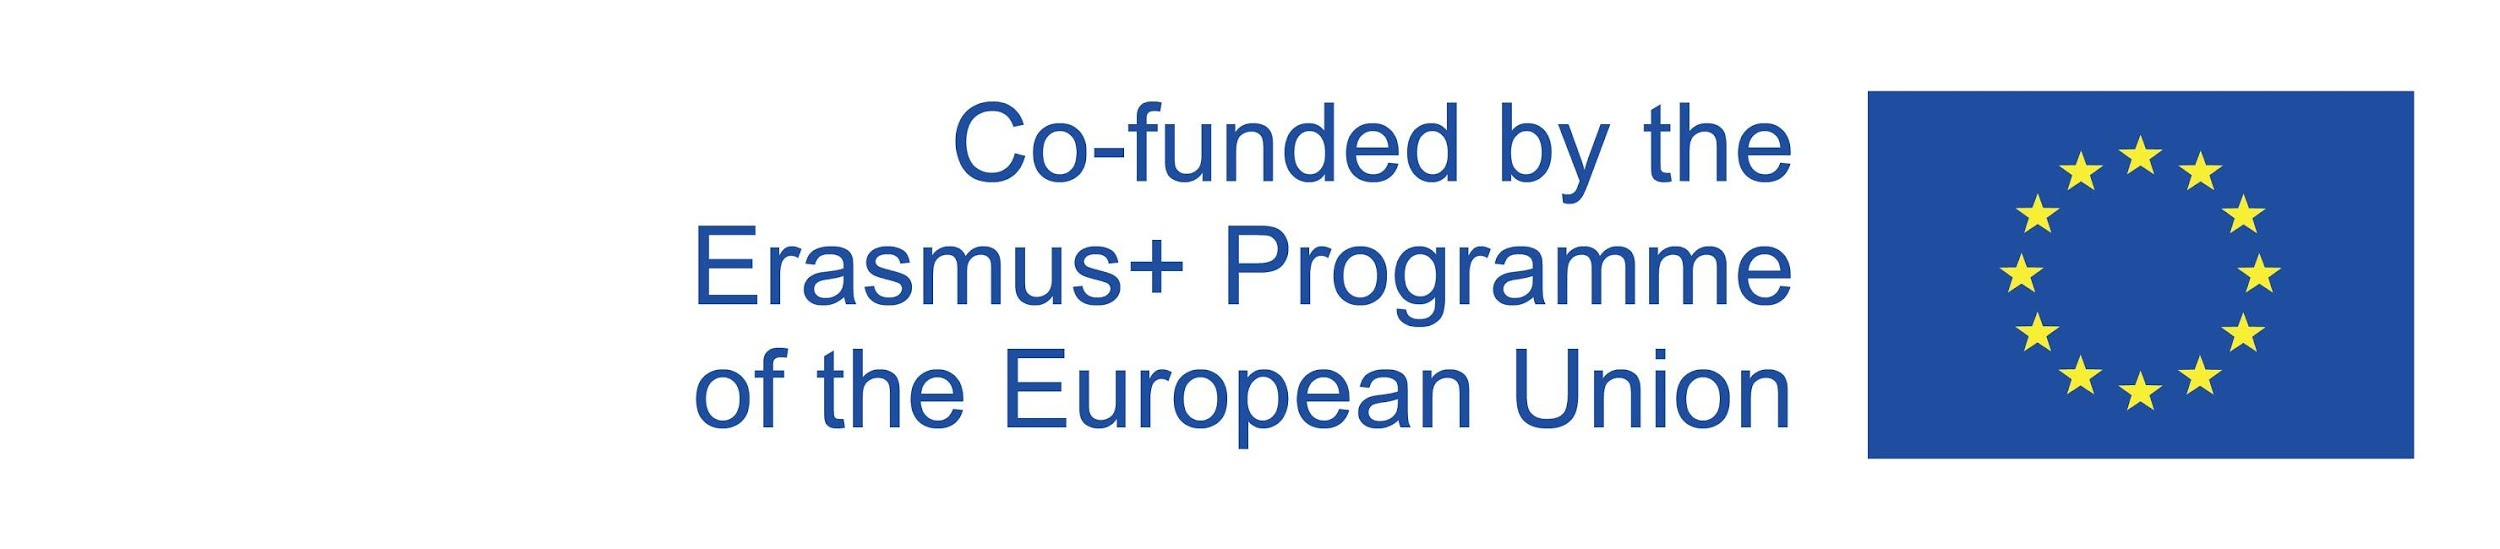 Co-funded by the
Erasmus+ Programme
of the European Union